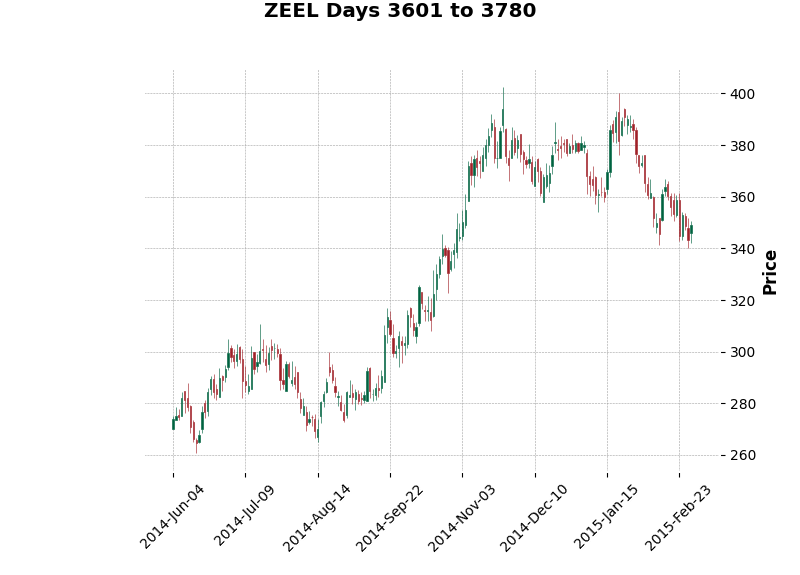 ZEEL Days 3601 to 3780
400
380
360
340
320
300
280
260
Price
2014-Jun-04
2014-Jul-09
2014-Aug-14
2014-Sep-22
2014-Nov-03
2014-Dec-10
2015-Jan-15
2015-Feb-23